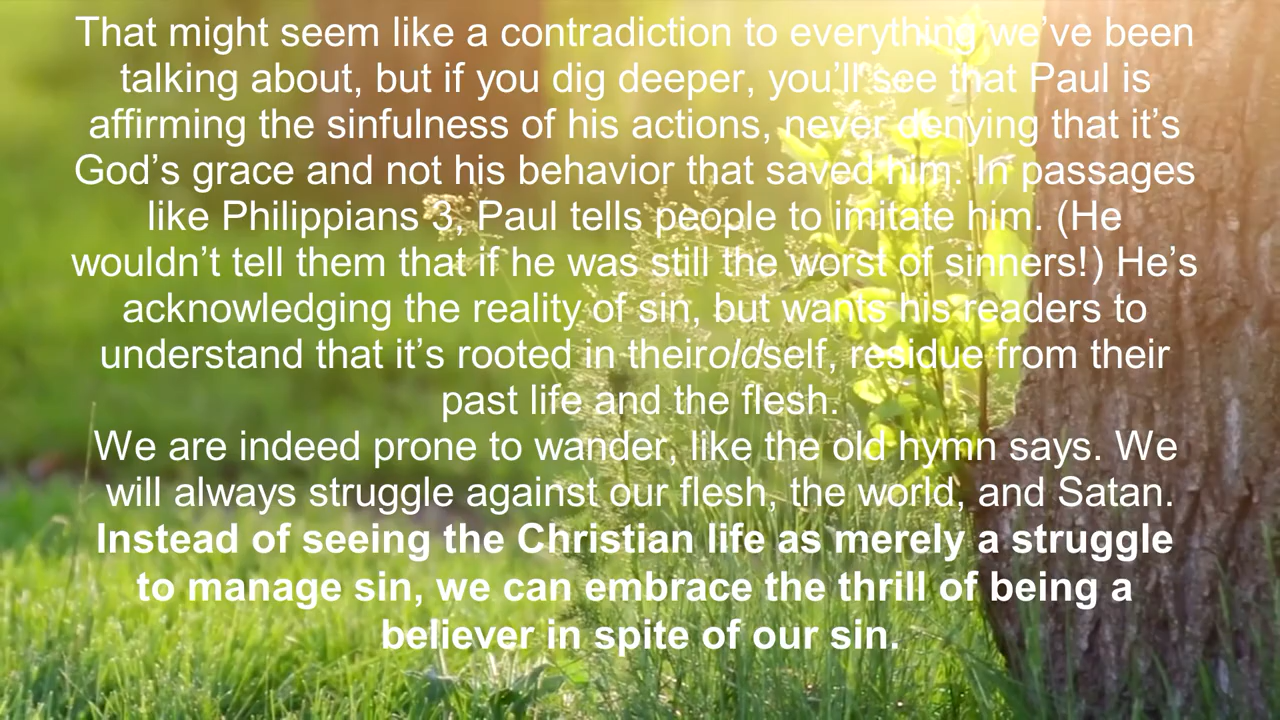 That might seem like a contradiction to everything we’ve been
talking about, but if you dig deeper, you’ll see that Paul is
affirming the sinfulness of his actions, never denying that it’s
God’s grace and not his behavior that saved him. In passages
like Philippians 3, Paul tells people to imitate him. (He
wouldn’t tell them that if he was still the worst of sinners!) He’s
acknowledging the reality of sin, but wants his readers to
understand that it’s rooted in theiroldself, residue from their
past life and the flesh.
We are indeed prone to wander, like the old hymn says. We
will always struggle against our flesh, the world, and Satan.
Instead of seeing the Christian life as merely a struggle
to manage sin, we can embrace the thrill of being a
believer in spite of our sin.